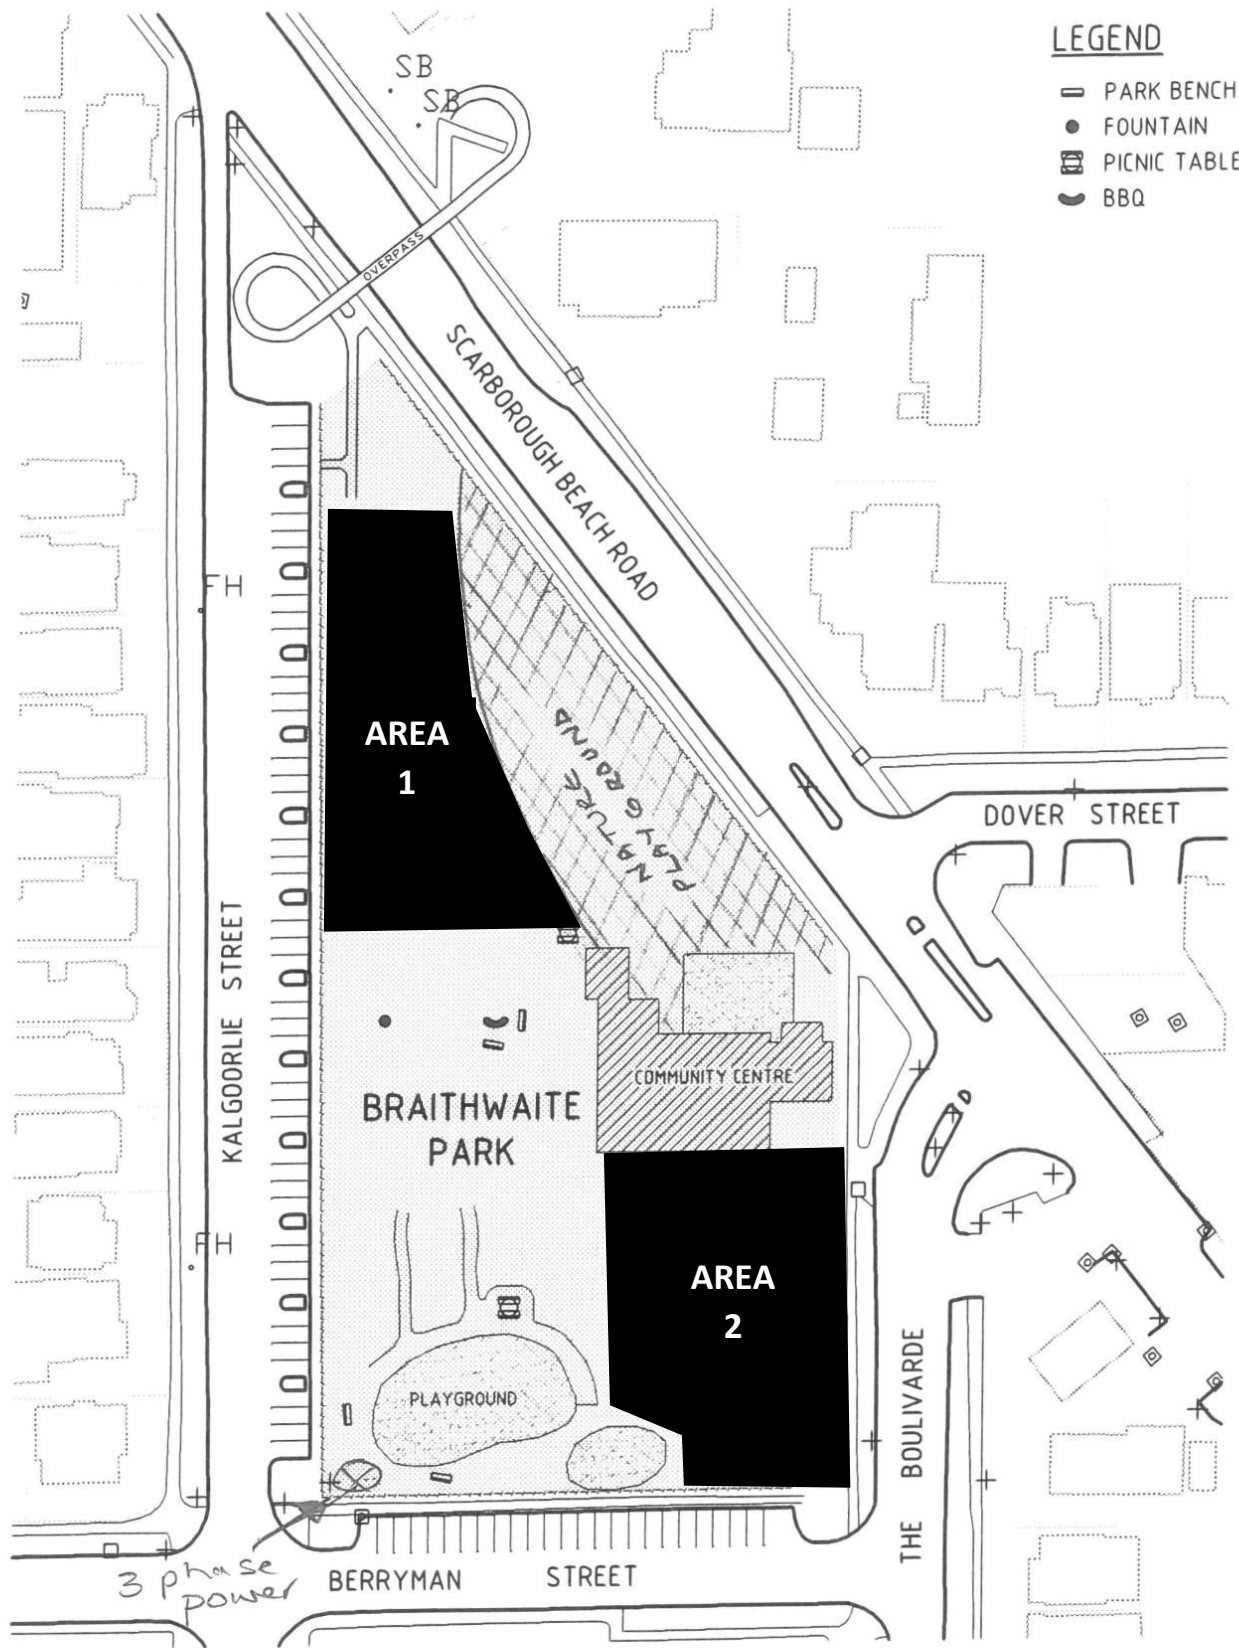 LEGEND
PARK BENCH
FOUNTAIN
PICNIC TABLE
BBQ
SB
SB
OVERPASS
SCARBOROUGH BEACH ROAD
FH
AREA
1
NATURE
PLAYGROUND
DOVER STREET
KALGOORLIE STREET
COMMUNITY CENTRE
BRAITHWAITE
PARK
FH
AREA
2
PLAYGROUND
THE BOULIVARDE
3 phase
power
BERRYMAN STREET